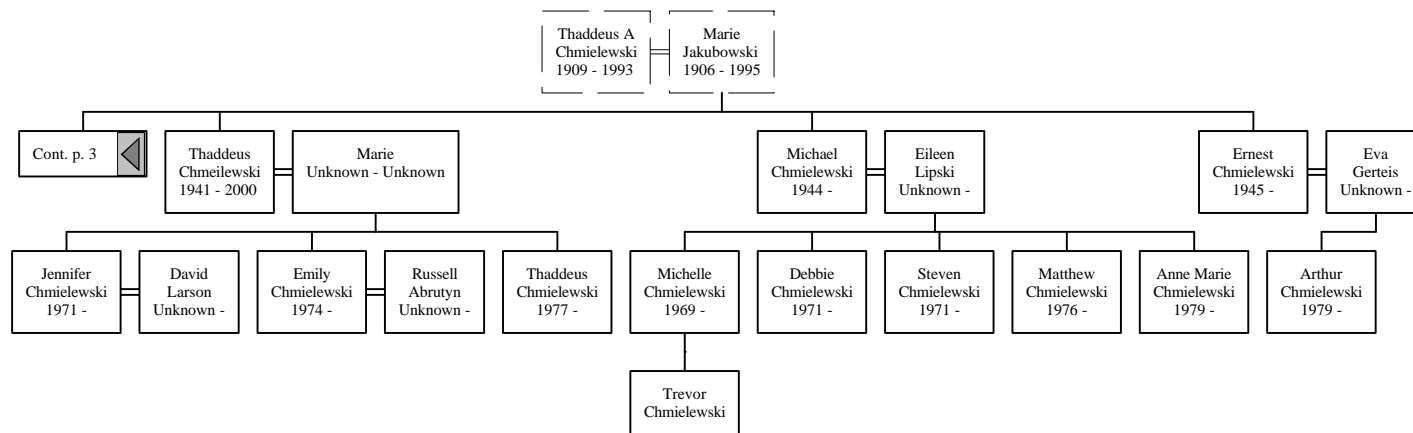 Thaddeus A
Chmielewski
1909 - 1993
Marie
Jakubowski
1906 - 1995
Cont. p. 3
Thaddeus
Chmeilewski
1941 - 2000
Marie
Unknown - Unknown
Michael
Chmielewski
1944 -
Eileen
Lipski
Unknown -
Ernest
Chmielewski
1945 -
Eva
Gerteis
Unknown -
Jennifer
Chmielewski
1971 -
David
Larson
Unknown -
Emily
Chmielewski
1974 -
Russell
Abrutyn
Unknown -
Thaddeus
Chmielewski
1977 -
Michelle
Chmielewski
1969 -
Debbie
Chmielewski
1971 -
Steven
Chmielewski
1971 -
Matthew
Chmielewski
1976 -
Anne Marie
Chmielewski
1979 -
Arthur
Chmielewski
1979 -
Trevor
Chmielewski